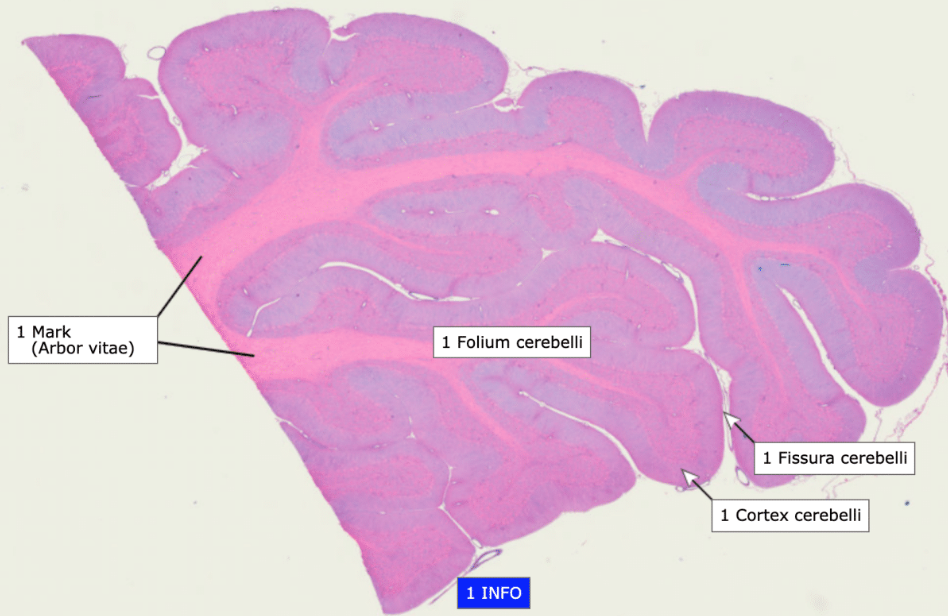 1 Mark
(Arbor vitae)
1 Folium cerebelli
1 Fissura cerebelli
1 Cortex cerebelli
1 INFO